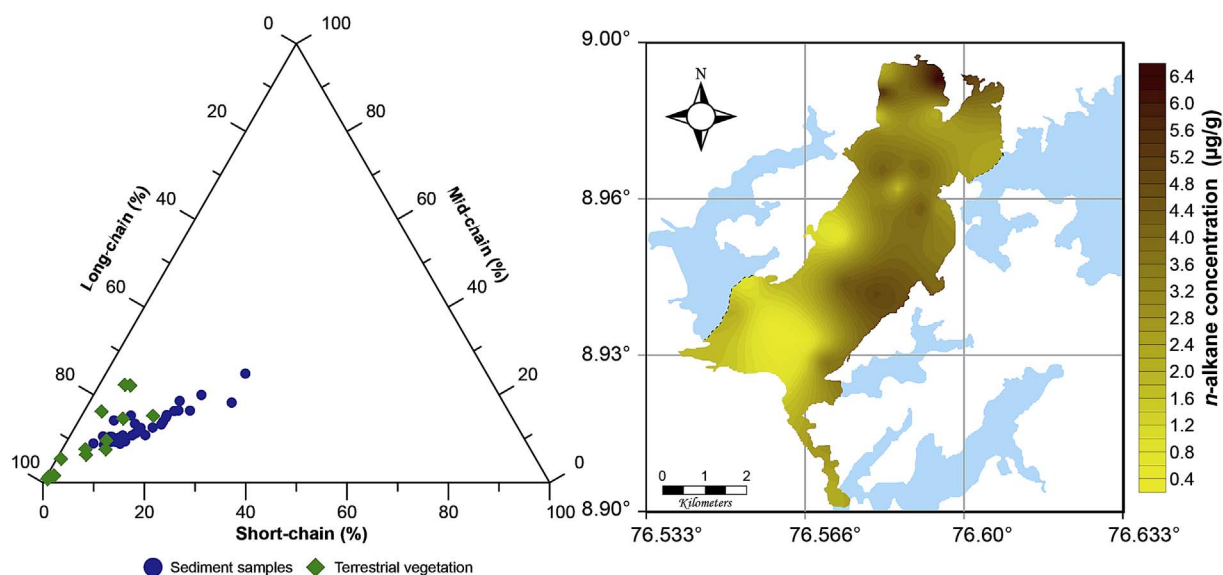 0 100
20 80
Long-chain (%) Mid-chain (%)
40 60
60 40
80 20
100 0
0 20 40 60 80 100
Short-chain (%)
Sediment samples Terrestrial vegetation
9.00°
8.96°
8.93°
8.90°
76.533° 76.566° 76.60° 76.633°
N
0 1 2
Kilometers
6.4
6.0
5.6
5.2
4.8
4.4
4.0
3.6
3.2
2.8
2.4
2.0
1.6
1.2
0.8
0.4
n-alkane concentration (µg/g)